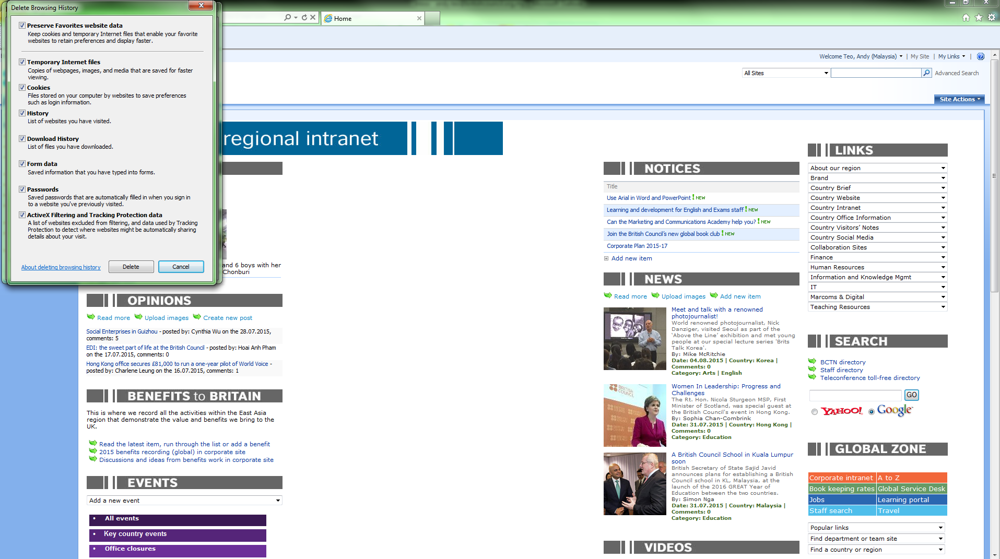 Delete Browsing History
Preserve Favorites website data
Keep cookies and temporary Internet files that enable your favorite
websites to retain preferences and display faster.
Temporary Internet files
Copies of webpages, images, and media that are saved for faster
viewing.
Cookies
Files stored on your computer by websites to save preferences
such as login information.
History
List of websites you have visited.
Download History
List of files you have downloaded.
Form data
Saved information that you have typed into forms.
Passwords
Saved passwords that are automatically filled in when you sign in
to a website you've previously visited.
ActiveX Filtering and Tracking Protection data
A list of websites excluded from filtering, and data used by Tracking
Protection to detect where websites might be automatically sharing
details about your visit.
About deleting browsing history
Delete
Cancel
Home
Welcome Teo, Andy (Malaysia) | My Site | My Links |
All Sites
Advanced Search
Site Actions
regional intranet
and 6 boys with her
Chonburi
OPINIONS
Read more Upload images Create new post
Social Enterprises in Guizhou - posted by: Cynthia Wu on the 28.07.2015,
comments: 5
EDI: the sweet part of life at the British Council - posted by: Hoai Anh Pham
on the 17.07.2015, comments: 0
Hong Kong office secures £81,000 to run a one-year pilot of World Voice -
posted by: Charlene Leung on the 16.07.2015, comments: 1
BENEFITS to BRITAIN
This is where we record all the activities within the East Asia
region that demonstrate the value and benefits we bring to the
UK.
Read the latest item, run through the list or add a benefit
2015 benefits recording (global) in corporate site
Discussions and ideas from benefits work in corporate site
EVENTS
Add a new event
• All events
• Key country events
• Office closures
NOTICES
Title
Use Arial in Word and PowerPoint ! NEW
Learning and development for English and Exams staff ! NEW
Can the Marketing and Communications Academy help you? ! NEW
Join the British Council's new global book club ! NEW
Corporate Plan 2015-17
Add new item
NEWS
Read more Upload images Add new item
Meet and talk with a renowned
photojournalist!
World renowned photojournalist, Nick
Danziger, visited Seoul as part of the
'Above the Line' exhibition and met young
people at our special lecture series 'Brits
Talk Korea'.
By: Mike McRitchie
Date: 04.08.2015 | Country: Korea |
Comments: 0
Category: Arts | English
BRITISH
COUNCIL
Women In Leadership: Progress and
Challenges
The Rt. Hon. Nicola Sturgeon MSP, First
Minister of Scotland, was special guest at
the British Council's event in Hong Kong.
By: Sophia Chan-Combrink
Date: 31.07.2015 | Country: Hong Kong |
Comments: 0
Category: Education
A British Council School in Kuala Lumpur
soon
British Secretary of State Sajid Javid
announces plans for establishing a British
Council school in KL, Malaysia, at the
launch of the 2016 GREAT Year of
Education between the two countries.
By: Simon Nga
Date: 31.07.2015 | Country: Malaysia |
Comments: 0
Category: Education
VIDEOS
LINKS
About our region
Brand
Country Brief
Country Website
Country Intranet
Country Office Information
Country Visitors' Notes
Country Social Media
Collaboration Sites
Finance
Human Resources
Information and Knowledge Mgmt
IT
Marcoms & Digital
Teaching Resources
SEARCH
BCTN directory
Staff directory
Teleconference toll-free directory
GO
YAHOO! Google
GLOBAL ZONE
Corporate intranet A to Z
Book keeping rates Global Service Desk
Jobs Learning portal
Staff search Travel
Popular links
Find department or team site
Find a country or region